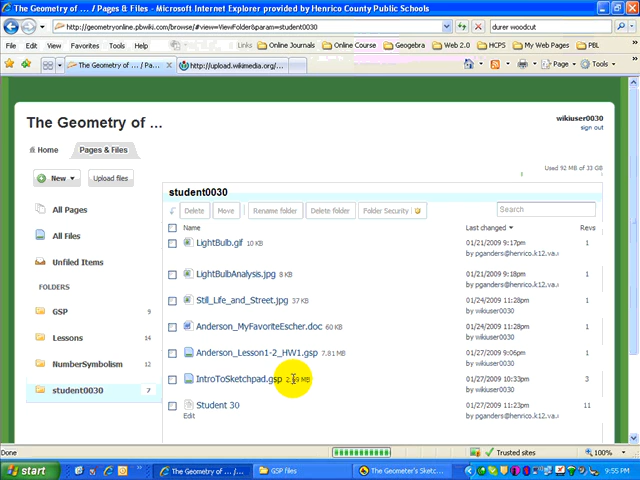 The Geometry of ... / Pages & Files - Microsoft Internet Explorer provided by Henrico County Public Schools
http://geometryonline.pbwiki.com/browse/#view=ViewFolder&param=student0030
durer woodcut
File Edit View Favorites Tools Help
Links Online Journals Online Course Geogebra Web 2.0 HCPS My Web Pages PBL
The Geometry of ... / Pa...
http://upload.wikimedia.org/...
Page Tools
The Geometry of ...
wikiuser0030
sign out
Home
Pages & Files
Used 92 MB of 33 GB
New
Upload files
student0030
Delete
Move
Rename folder
Delete folder
Folder Security
Search
All Pages
All Files
Unfiled Items
FOLDERS
GSP 9
Lessons 14
NumberSymbolism 4
student0030 7
Name Last changed Revs
LightBulb.gif 10 KB 01/21/2009 9:17pm 1
by pganders@henrico.k12.va.u
LightBulbAnalysis.jpg 8 KB 01/21/2009 9:18pm 1
by pganders@henrico.k12.va.u
Still_Life_and_Street.jpg 37 KB 01/24/2009 11:28pm 1
by wikiuser0030
Anderson_MyFavoriteEscher.doc 60 KB 01/24/2009 11:28pm 1
by wikiuser0030
Anderson_Lesson1-2_HW1.gsp 7.81 MB 01/27/2009 9:06pm 1
by wikiuser0030
IntroToSketchpad.gsp MB 01/27/2009 10:33pm 3
by wikiuser0030
Student 30 01/27/2009 11:23pm 11
Edit by wikiuser0030
Done
Trusted sites
100%
start
The Geometry of ... /...
GSP files
The Geometer's Sketc...
9:55 PM